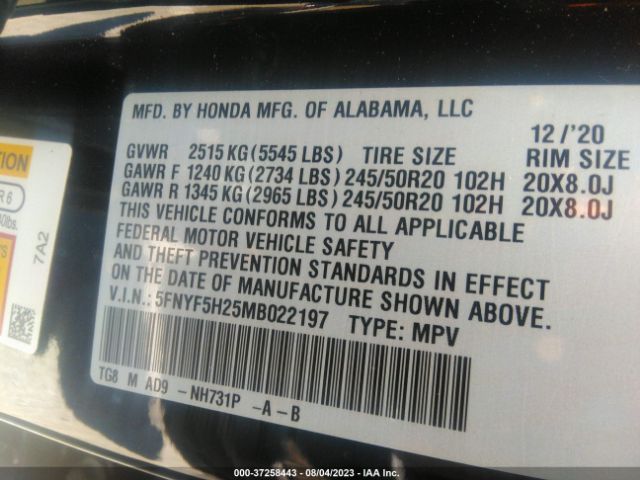 MFD. BY HONDA MFG. OF ALABAMA, LLC 12/'20
GVWR 2515 KG (5545 LBS) TIRE SIZE RIM SIZE
GAWR F 1240 KG (2734 LBS) 245/50R20 102H 20X8.0J
GAWR R 1345 KG (2965 LBS) 245/50R20 102H 20X8.0J
THIS VEHICLE CONFORMS TO ALL APPLICABLE
FEDERAL MOTOR VEHICLE SAFETY
AND THEFT PREVENTION STANDARDS IN EFFECT
ON THE DATE OF MANUFACTURE SHOWN ABOVE.
V.I.N.: 5FNYF5H25MB022197 TYPE: MPV
TG8 M AD9 -NH731P -A-B
TION
R 6
0lbs.
7A2
000-37258443 - 08/04/2023 - IAA Inc.